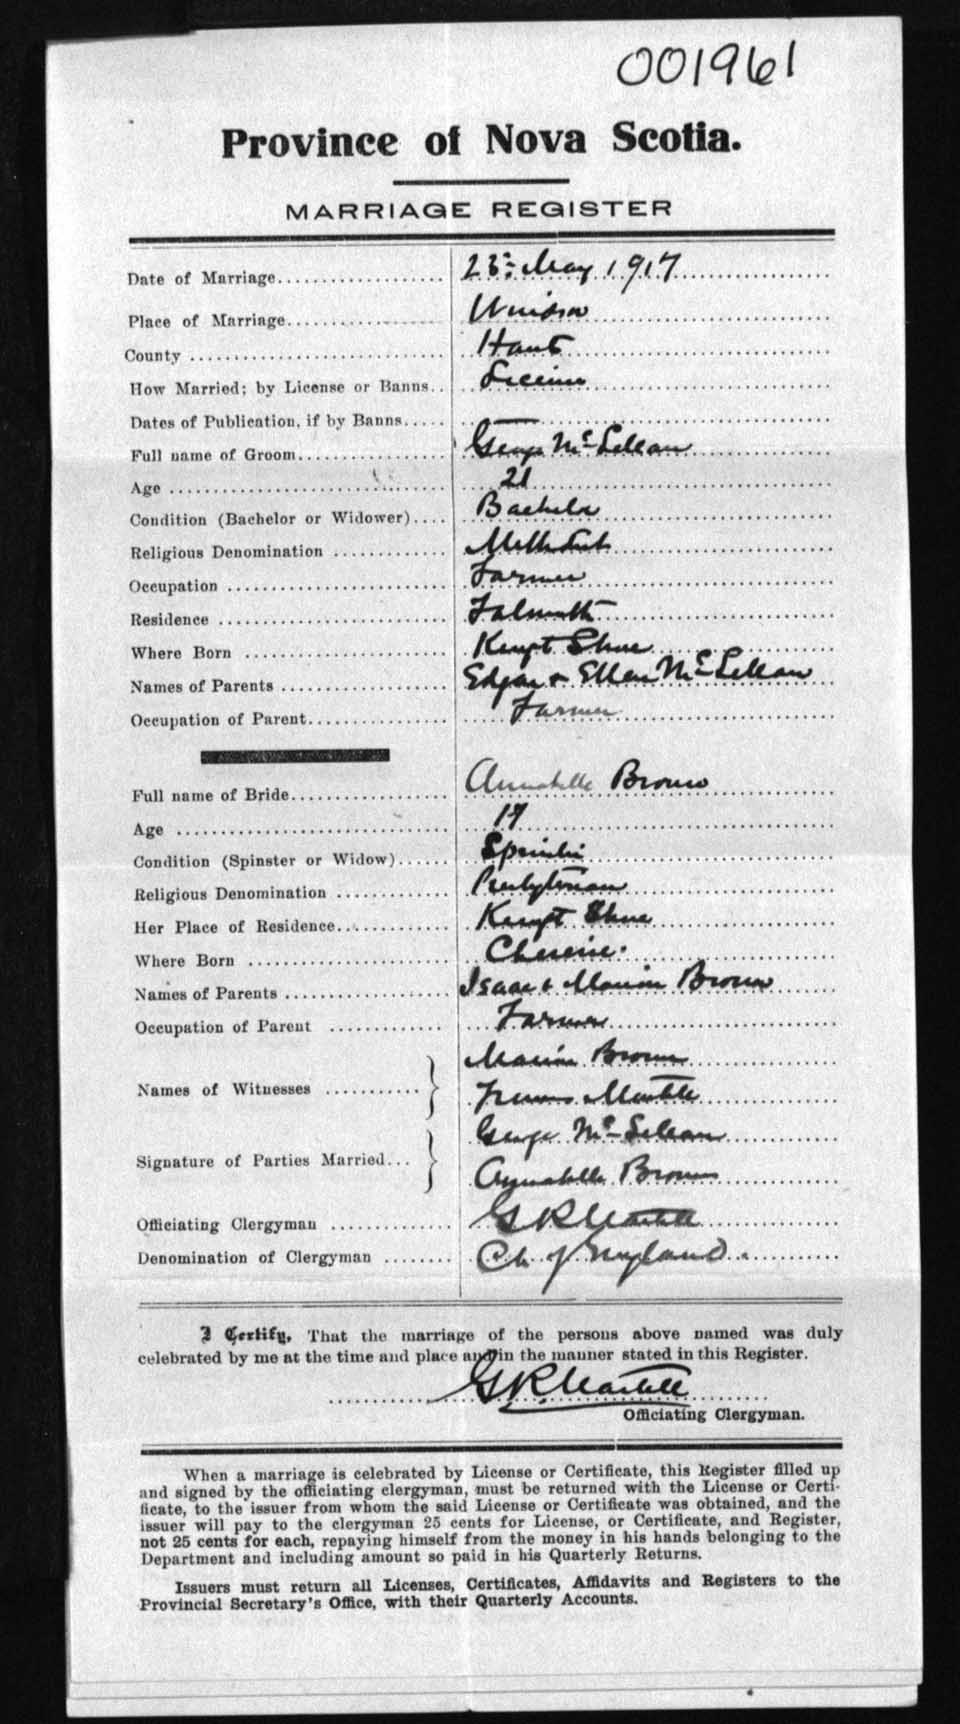 001961
Province of Nova Scotia.
MARRIAGE REGISTER
Date of Marriage 23rd May 1917
Place of Marriage Windsor
County Hants
How Married; by License or Banns License
Dates of Publication, if by Banns
Full name of Groom George McLellan
Age 21
Condition (Bachelor or Widower) Bachelor
Religious Denomination Methodist
Occupation Farmer
Residence Falmouth
Where Born Kempt Shore
Names of Parents Edgar & Ellen McLellan
Occupation of Parent Farmer
Full name of Bride Annabelle Brown
Age
Condition (Spinster or Widow) Spinster
Religious Denomination Presbyterian
Her Place of Residence Kempt Shore
Where Born Cheverie.
Names of Parents Isaac & Marion Brown
Occupation of Parent Farmer
Names of Witnesses Marion Brown
Martell
Signature of Parties Married George McLellan
Annabelle Brown
Officiating Clergyman G R Martell
Denomination of Clergyman Ch of England.
I Certify, That the marriage of the persons above named was duly
celebrated by me at the time and place and in the manner stated in this Register.
G R Martell
Officiating Clergyman.
When a marriage is celebrated by License or Certificate, this Register filled up
and signed by the officiating clergyman, must be returned with the License or Certi-
ficate, to the issuer from whom the said License or Certificate was obtained, and the
issuer will pay to the clergyman 25 cents for License, or Certificate, and Register,
not 25 cents for each, repaying himself from the money in his hands belonging to the
Department and including amount so paid in his Quarterly Returns.
Issuers must return all Licenses, Certificates, Affidavits and Registers to the
Provincial Secretary's Office, with their Quarterly Accounts.